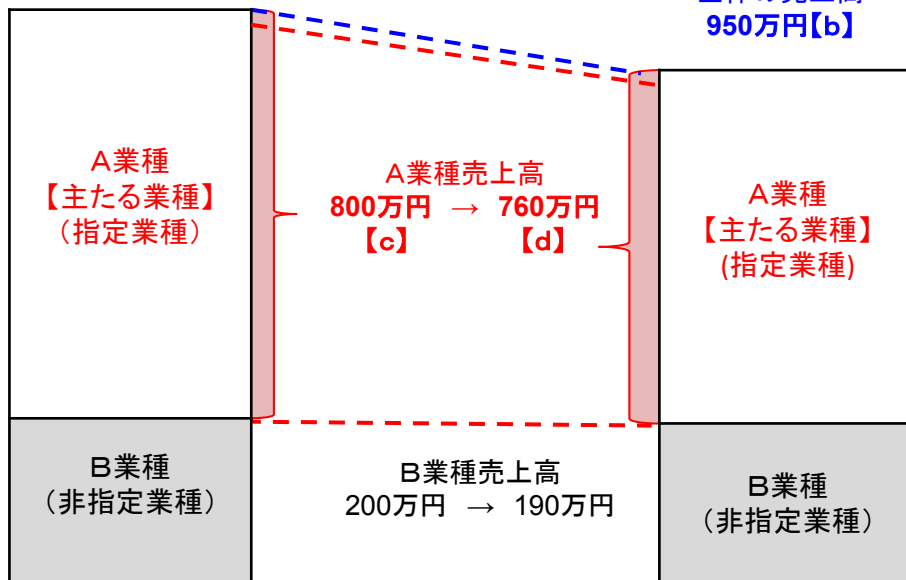 950万円【b】
A業種
【主たる業種】
（指定業種）
A業種売上高
800万円 → 760万円
【c】 【d】
A業種
【主たる業種】
(指定業種)
B業種
（非指定業種）
B業種売上高
200万円 → 190万円
B業種
（非指定業種）